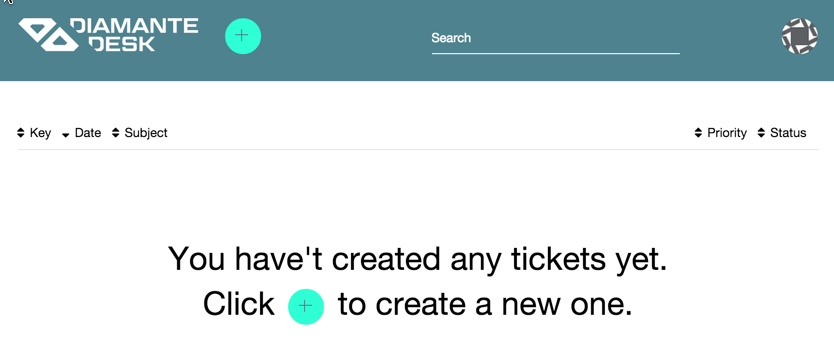 DIAMANTE
DESK
Search
Key Date Subject Priority Status
You have't created any tickets yet.
Click + to create a new one.